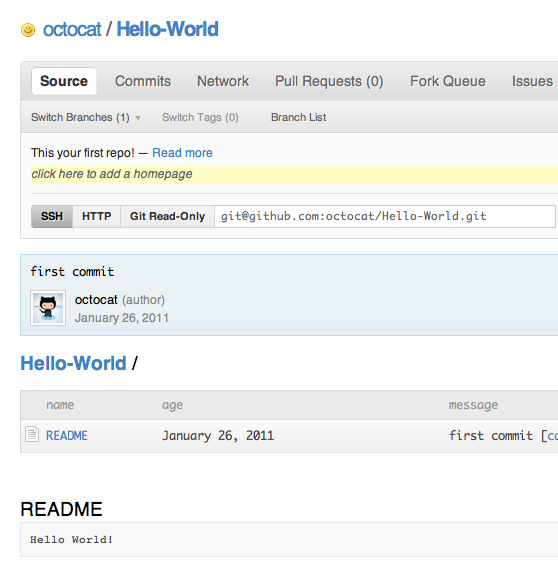 octocat / Hello-World
Source Commits Network Pull Requests (0) Fork Queue Issues
Switch Branches (1) Switch Tags (0) Branch List
This your first repo! — Read more
click here to add a homepage
SSH HTTP Git Read-Only git@github.com:octocat/Hello-World.git
first commit
octocat (author)
January 26, 2011
Hello-World /
name age message
README January 26, 2011 first commit [
README
Hello World!